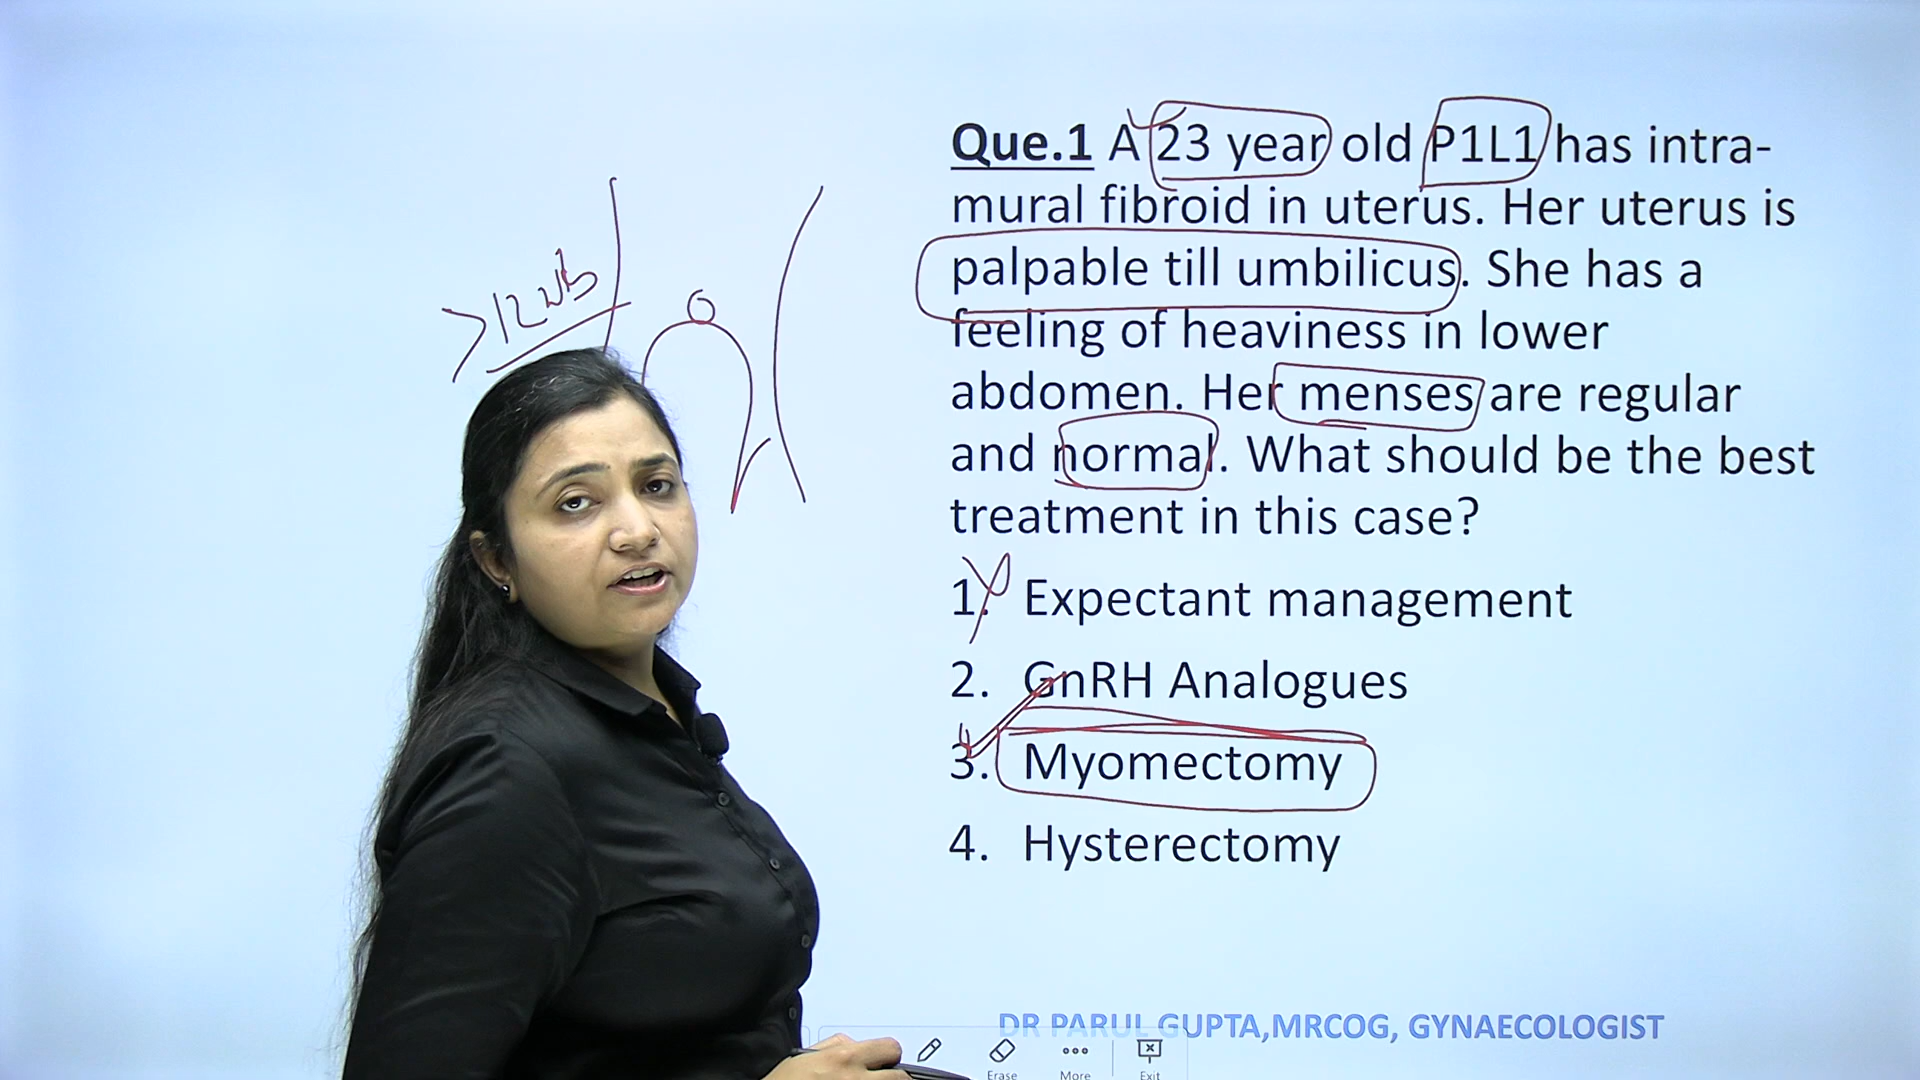 Que.1 A 23 year old P1L1 has intra-
mural fibroid in uterus. Her uterus is
palpable till umbilicus. She has a
feeling of heaviness in lower
abdomen. Her menses are regular
and normal. What should be the best
treatment in this case?
1. Expectant management
2. GnRH Analogues
3. Myomectomy
4. Hysterectomy
>12 wks
DR PARUL GUPTA,MRCOG, GYNAECOLOGIST
Erase
More
Exit